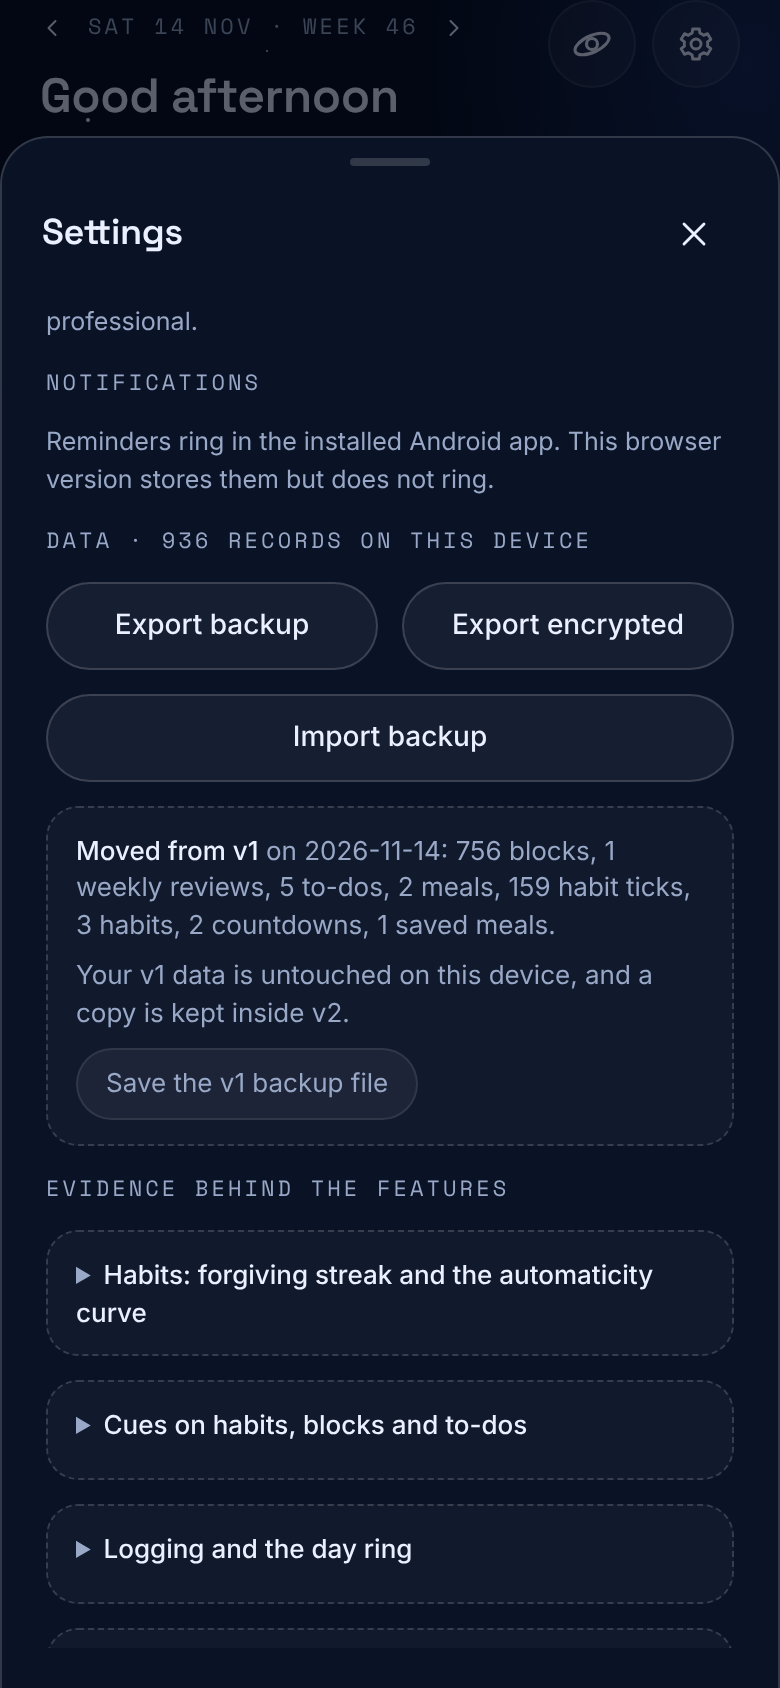 SAT 14 NOV · WEEK 46
Good afternoon
Settings
professional.
NOTIFICATIONS
Reminders ring in the installed Android app. This browser
version stores them but does not ring.
DATA · 936 RECORDS ON THIS DEVICE
Export backup
Export encrypted
Import backup
Moved from v1 on 2026-11-14: 756 blocks, 1
weekly reviews, 5 to-dos, 2 meals, 159 habit ticks,
3 habits, 2 countdowns, 1 saved meals.
Your v1 data is untouched on this device, and a
copy is kept inside v2.
Save the v1 backup file
EVIDENCE BEHIND THE FEATURES
Habits: forgiving streak and the automaticity
curve
Cues on habits, blocks and to-dos
Logging and the day ring